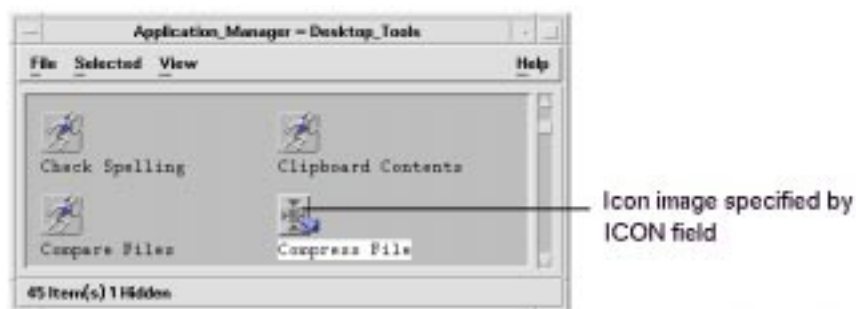 Application_Manager – Desktop_Tools
File Selected View Help
Check Spelling
Clipboard Contents
Compare Files
Compress File
45 Item(s) 1 Hidden
Icon image specified by
ICON field